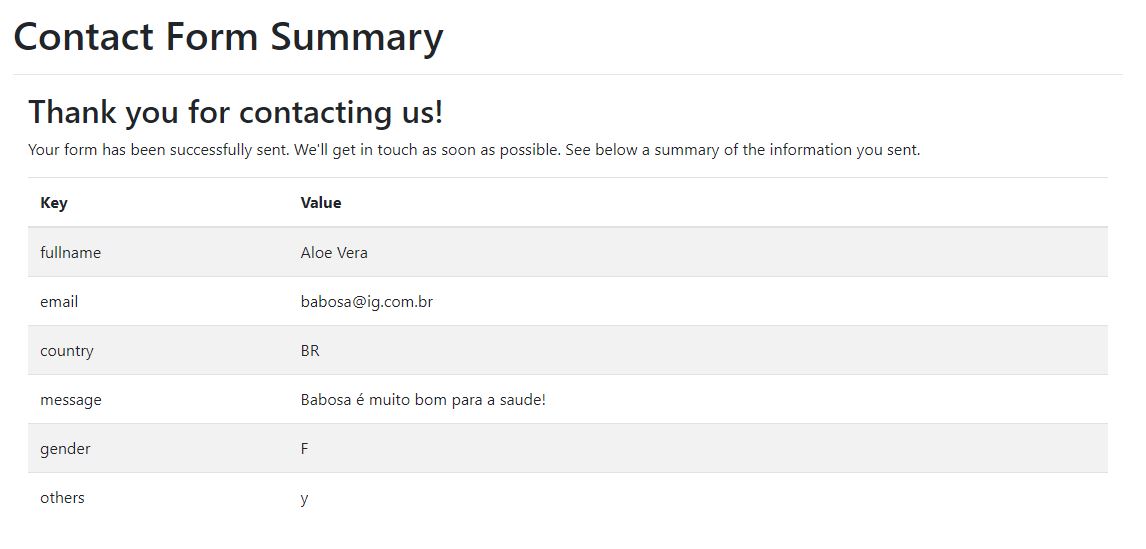 Contact Form Summary
Thank you for contacting us!
Your form has been successfully sent. We'll get in touch as soon as possible. See below a summary of the information you sent.
Key Value
fullname Aloe Vera
email babosa@ig.com.br
country BR
message Babosa é muito bom para a saude!
gender F
others y